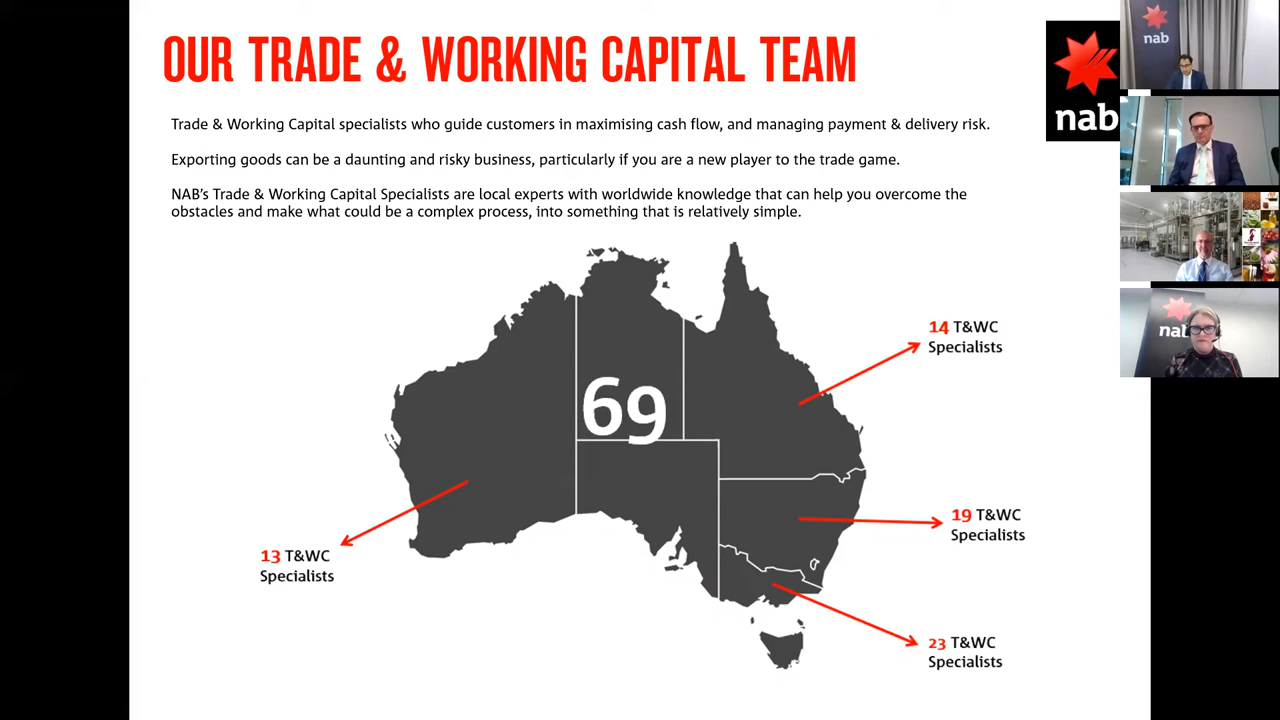 OUR TRADE & WORKING CAPITAL TEAM
nab
Trade & Working Capital specialists who guide customers in maximising cash flow, and managing payment & delivery risk.
Exporting goods can be a daunting and risky business, particularly if you are a new player to the trade game.
NAB's Trade & Working Capital Specialists are local experts with worldwide knowledge that can help you overcome the
obstacles and make what could be a complex process, into something that is relatively simple.
14 T&WC
Specialists
69
19 T&WC
Specialists
13 T&WC
Specialists
23 T&WC
Specialists
nab
nab